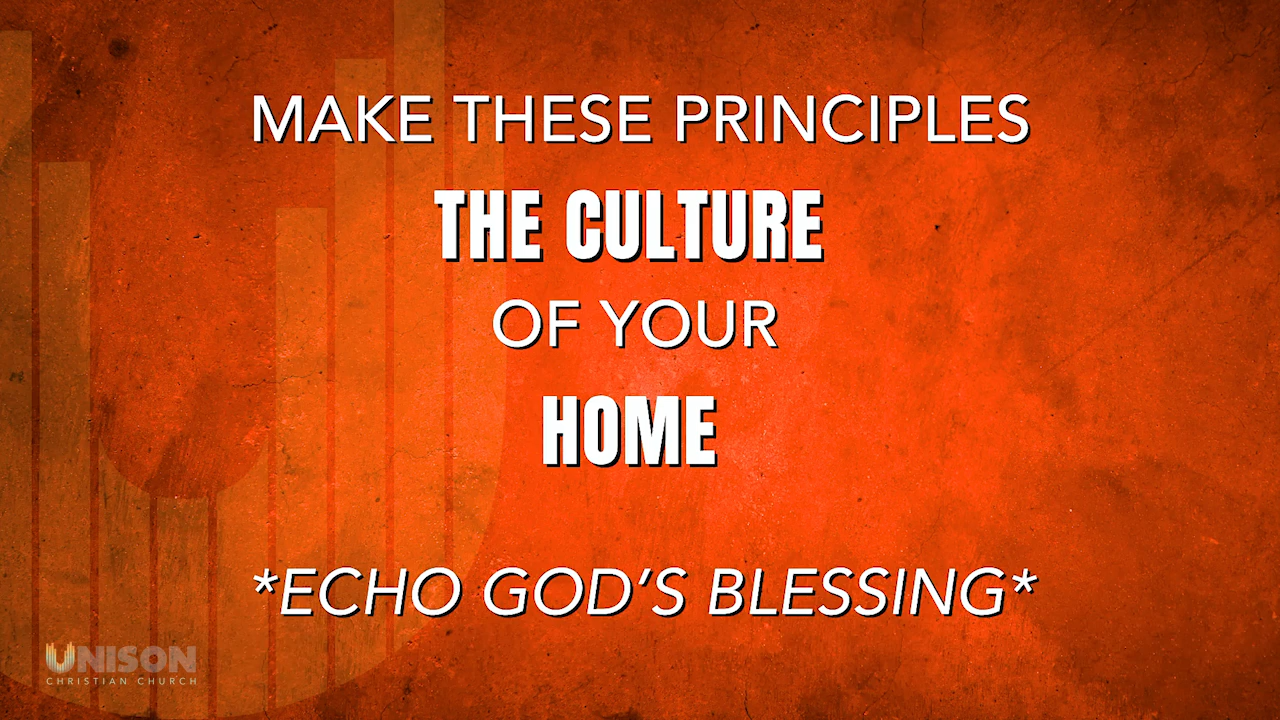 MAKE THESE PRINCIPLES
THE CULTURE
OF YOUR
HOME
*ECHO GOD'S BLESSING*
UNISON
CHRISTIAN CHURCH